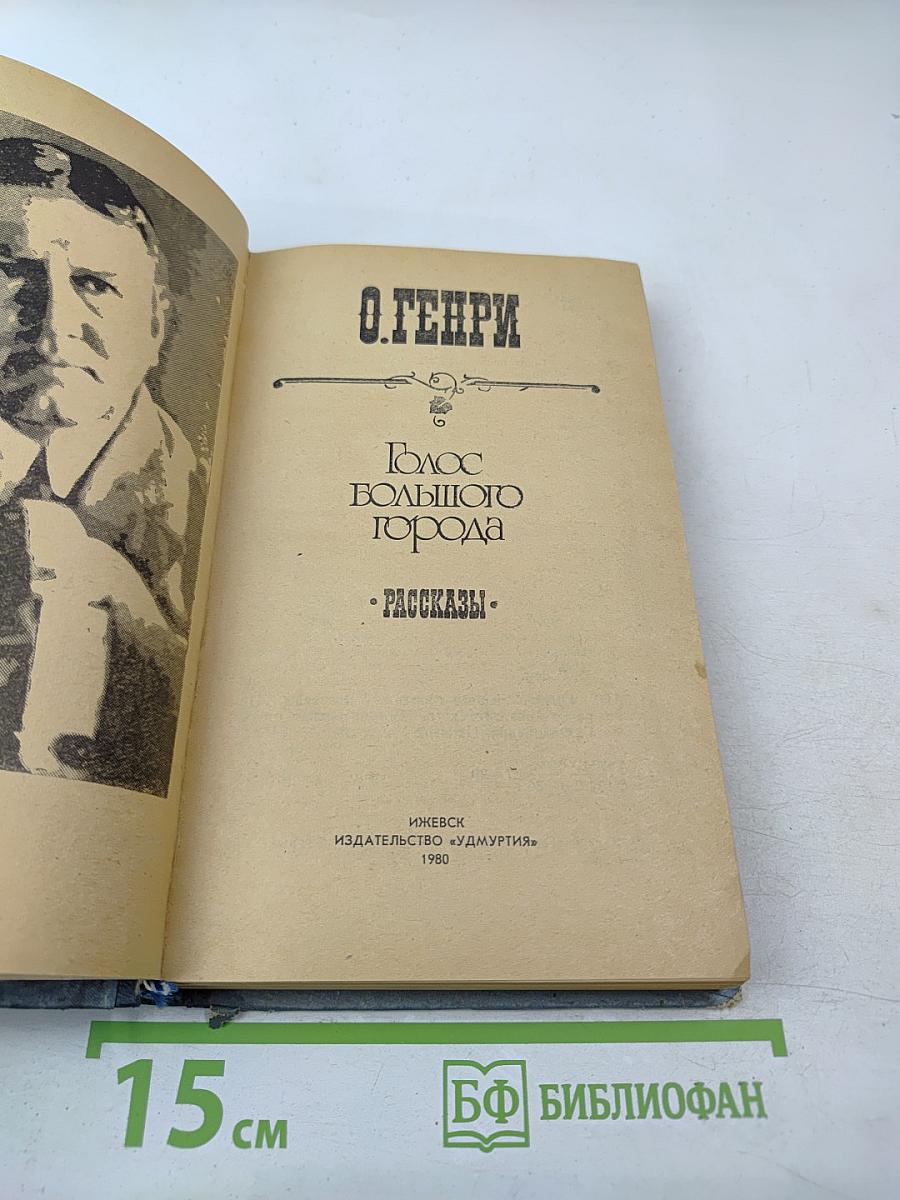 О.ГЕНРИ
Голос
большого
города
• РАССКАЗЫ •
ИЖЕВСК
ИЗДАТЕЛЬСТВО «УДМУРТИЯ»
1980
15 см
БФ БИБЛИОФАН